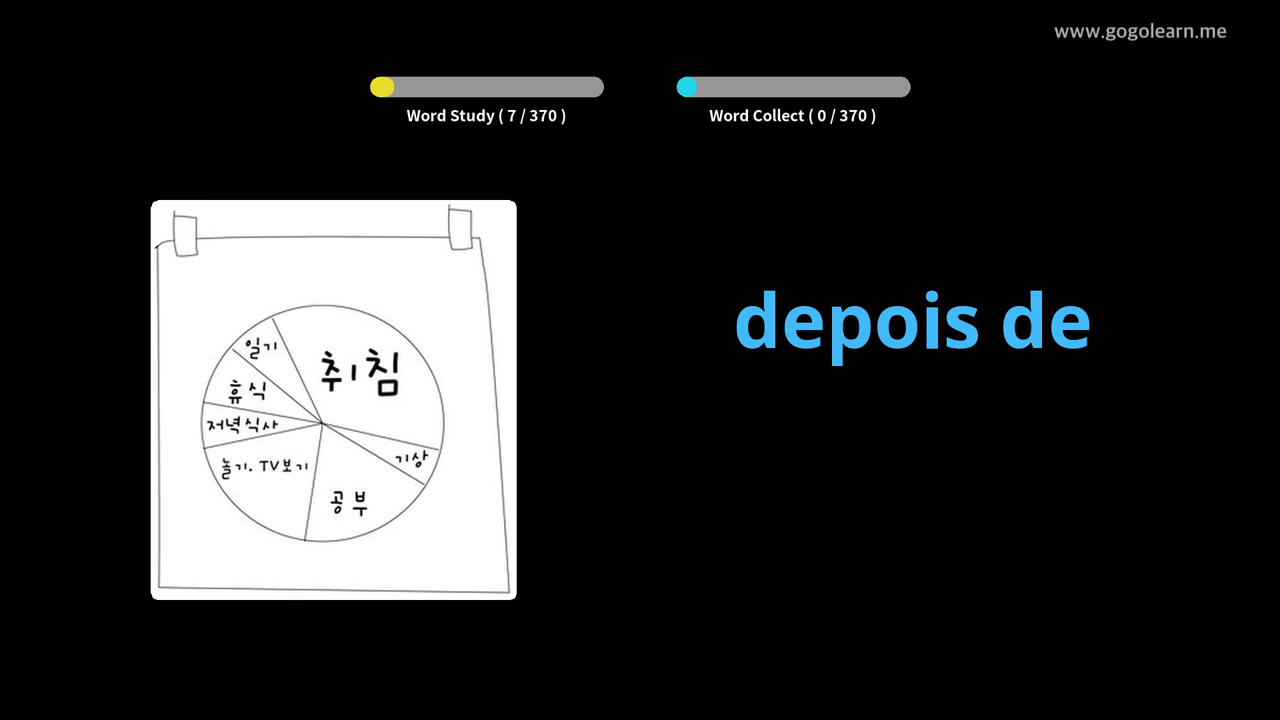 www.gogolearn.me
Word Study ( 7 / 370 )
Word Collect ( 0 / 370 )
일기
취침
휴식
저녁식사
놀기. TV보기
기상
공부
depois de